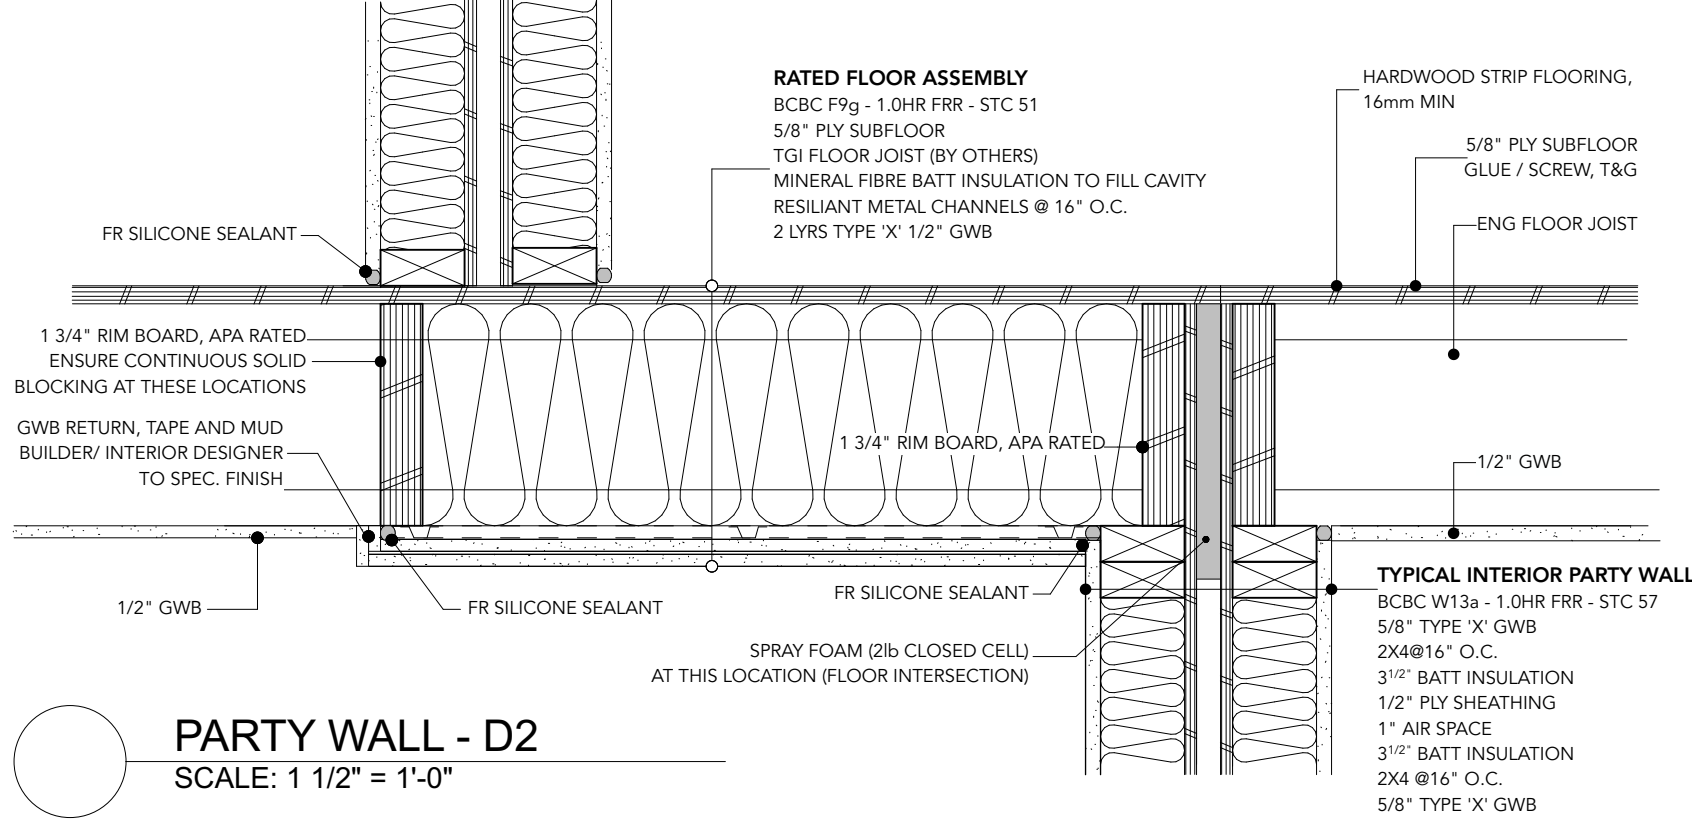 RATED FLOOR ASSEMBLY
BCBC F9g - 1.0HR FRR - STC 51
5/8" PLY SUBFLOOR
TGI FLOOR JOIST (BY OTHERS)
MINERAL FIBRE BATT INSULATION TO FILL CAVITY
RESILIANT METAL CHANNELS @ 16" O.C.
2 LYRS TYPE 'X' 1/2" GWB
HARDWOOD STRIP FLOORING,
16mm MIN
5/8" PLY SUBFLOOR
GLUE / SCREW, T&G
ENG FLOOR JOIST
FR SILICONE SEALANT
1 3/4" RIM BOARD, APA RATED
ENSURE CONTINUOUS SOLID
BLOCKING AT THESE LOCATIONS
GWB RETURN, TAPE AND MUD
BUILDER/ INTERIOR DESIGNER
TO SPEC. FINISH
1 3/4" RIM BOARD, APA RATED
1/2" GWB
1/2" GWB
FR SILICONE SEALANT
FR SILICONE SEALANT
SPRAY FOAM (2lb CLOSED CELL)
AT THIS LOCATION (FLOOR INTERSECTION)
TYPICAL INTERIOR PARTY WALL
BCBC W13a - 1.0HR FRR - STC 57
5/8" TYPE 'X' GWB
2X4@16" O.C.
3 1/2" BATT INSULATION
1/2" PLY SHEATHING
1" AIR SPACE
3 1/2" BATT INSULATION
2X4 @16" O.C.
5/8" TYPE 'X' GWB
PARTY WALL - D2
SCALE: 1 1/2" = 1'-0"